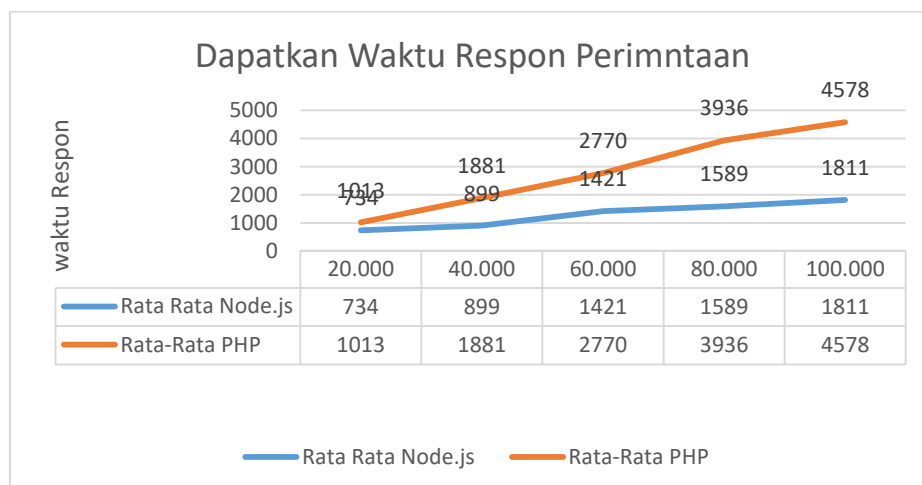 Dapatkan Waktu Respon Perimntaan
waktu Respon
5000
4000
3000
2000
1000
0
1013 1881 2770 3936 4578
734 899 1421 1589 1811
20.000 40.000 60.000 80.000 100.000
Rata Rata Node.js 734 899 1421 1589 1811
Rata-Rata PHP 1013 1881 2770 3936 4578
Rata Rata Node.js Rata-Rata PHP